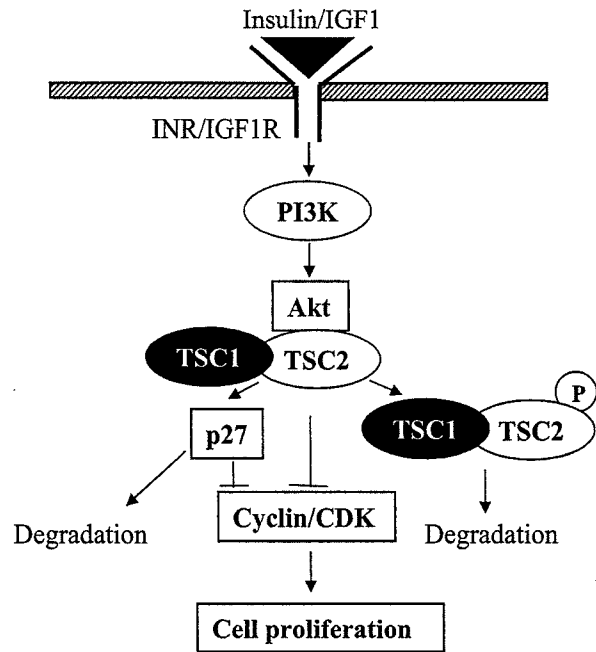 Insulin/IGF1
INR/IGF1R
PI3K
Akt
TSC1
TSC2
P
p27
TSC1
TSC2
Degradation
Cyclin/CDK
Degradation
Cell proliferation